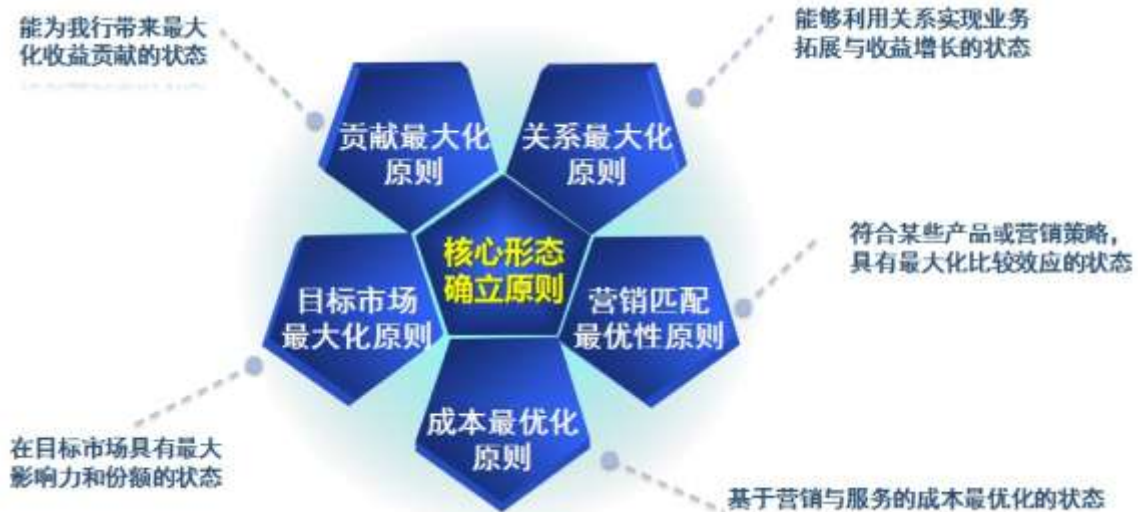 能为我行带来最大
化收益贡献的状态
能够利用关系实现业务
拓展与收益增长的状态
贡献最大化
原则
关系最大化
原则
核心形态
确立原则
符合某些产品或营销策略，
具有最大化比较效应的状态
目标市场
最大化原则
营销匹配
最优性原则
成本最优化
原则
在目标市场具有最大
影响力和份额的状态
基于营销与服务的成本最优化的状态